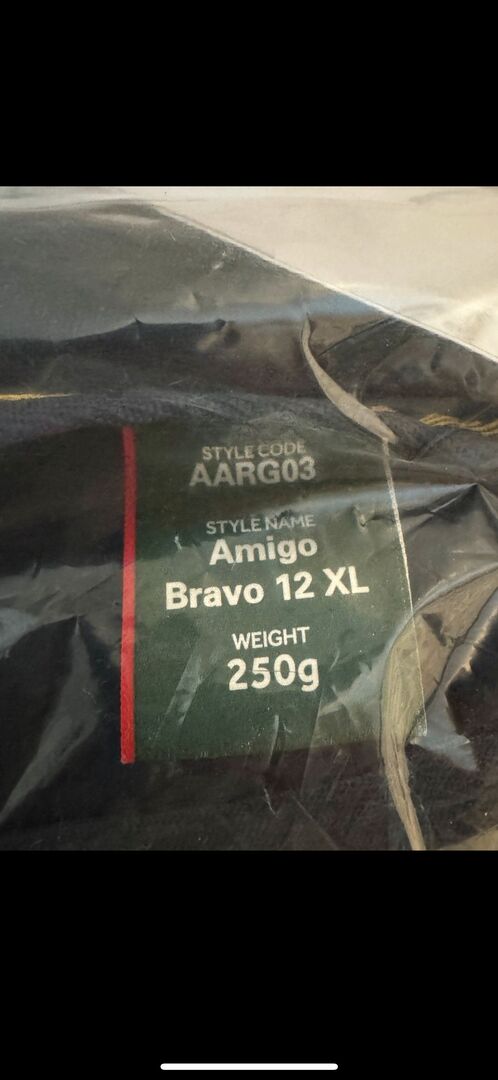 STYLE CODE
AARG03
STYLE NAME
Amigo
Bravo 12 XL
WEIGHT
250g